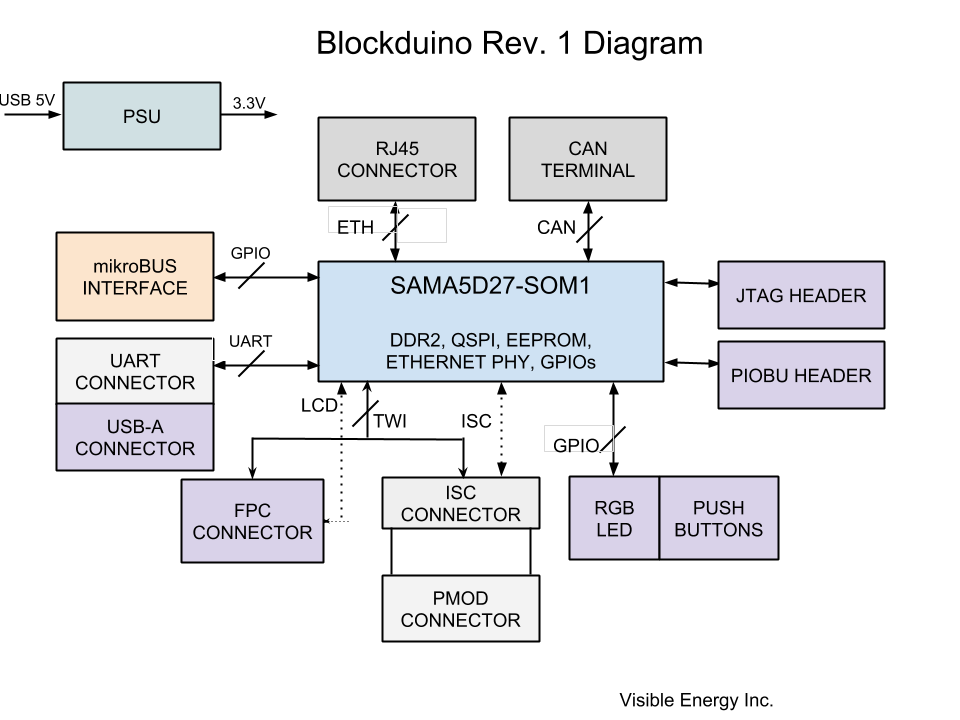 Blockduino Rev. 1 Diagram
USB 5V
PSU
3.3V
RJ45
CONNECTOR
CAN
TERMINAL
ETH
CAN
mikroBUS
INTERFACE
GPIO
SAMA5D27-SOM1
DDR2, QSPI, EEPROM,
ETHERNET PHY, GPIOs
JTAG HEADER
UART
CONNECTOR
UART
PIOBU HEADER
USB-A
CONNECTOR
LCD
TWI
ISC
GPIO
FPC
CONNECTOR
ISC
CONNECTOR
RGB
LED
PUSH
BUTTONS
PMOD
CONNECTOR
Visible Energy Inc.